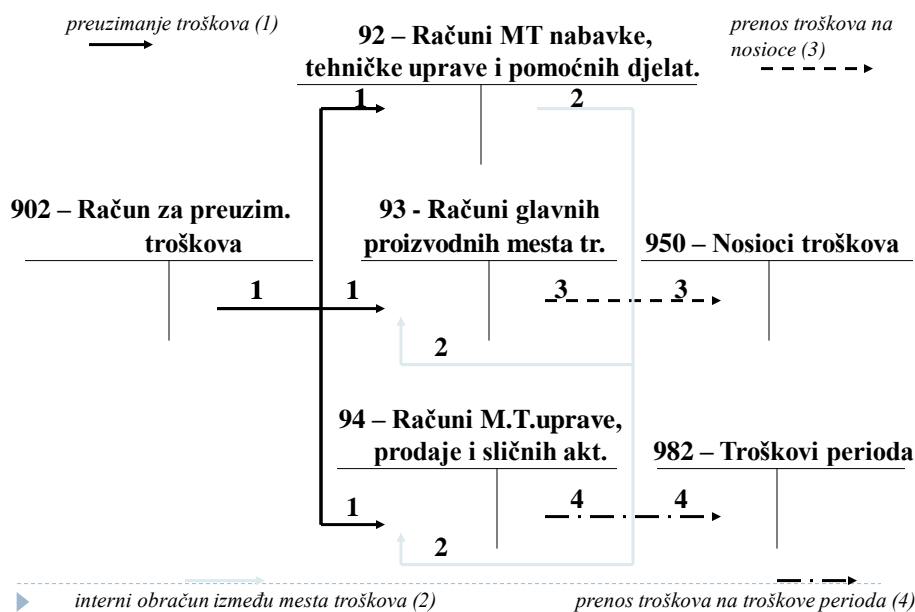 preuzimanje troškova (1)
92 – Računi MT nabavke,
tehničke uprave i pomoćnih djelat.
prenos troškova na
nosioce (3)
1
2
902 – Račun za preuzim.
troškova
93 - Računi glavnih
proizvodnih mesta tr.
950 – Nosioci troškova
1
1
3
3
2
94 – Računi M.T.uprave,
prodaje i sličnih akt.
982 – Troškovi perioda
1
4
4
2
interni obračun između mesta troškova (2)
prenos troškova na troškove perioda (4)